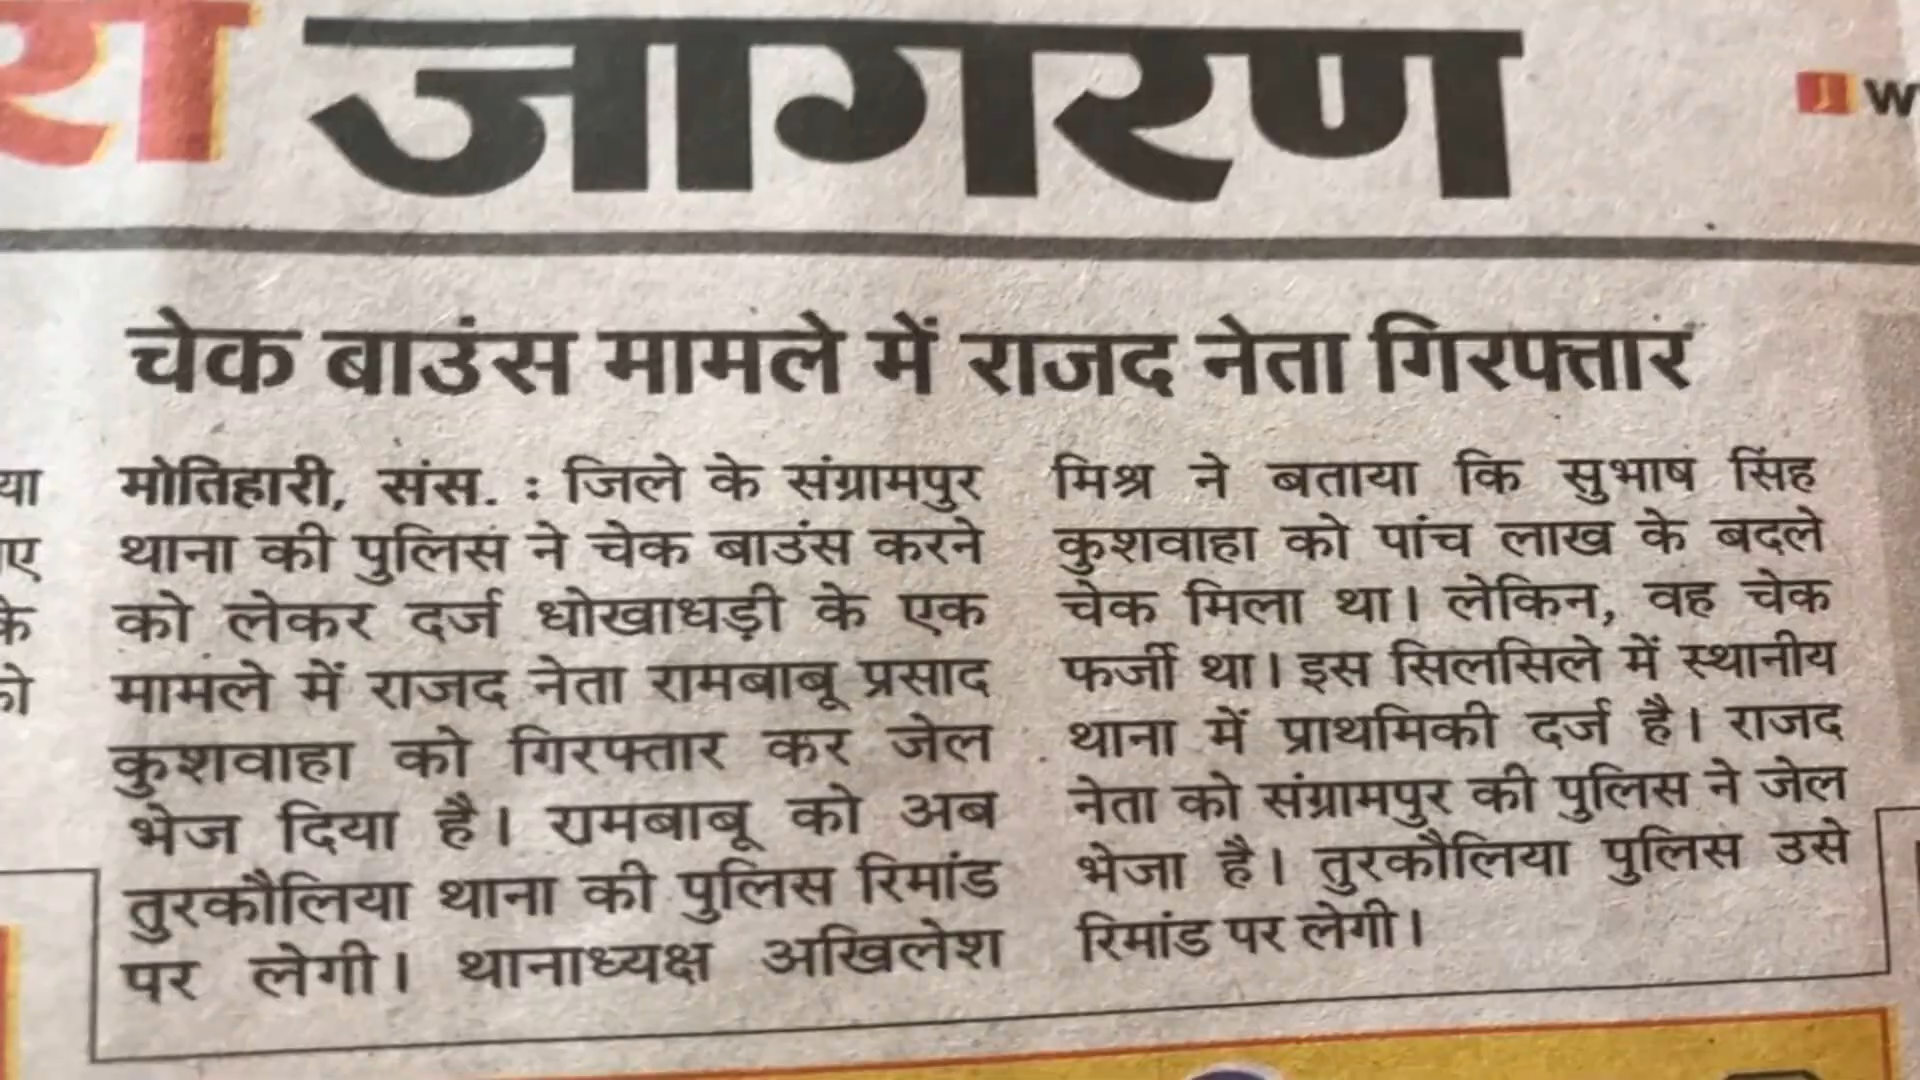 रा जागरण
W
चेक बाउंस मामले में राजद नेता गिरफ्तार
मोतिहारी, संस. : जिले के संग्रामपुर
थाना की पुलिस ने चेक बाउंस करने
को लेकर दर्ज धोखाधड़ी के एक
मामले में राजद नेता रामबाबू प्रसाद
कुशवाहा को गिरफ्तार कर जेल
भेज दिया है। रामबाबू को अब
तुरकौलिया थाना की पुलिस रिमांड
पर लेगी। थानाध्यक्ष अखिलेश
मिश्र ने बताया कि सुभाष सिंह
कुशवाहा को पांच लाख के बदले
चेक मिला था। लेकिन, वह चेक
फर्जी था। इस सिलसिले में स्थानीय
थाना में प्राथमिकी दर्ज है। राजद
नेता को संग्रामपुर की पुलिस ने जेल
भेजा है। तुरकौलिया पुलिस उसे
रिमांड पर लेगी।